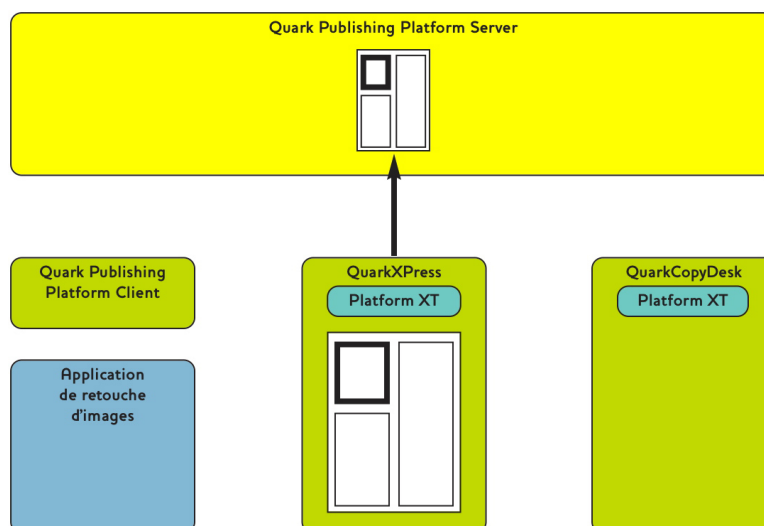 Quark Publishing Platform Server
Quark Publishing
Platform Client
QuarkXPress
Platform XT
QuarkCopyDesk
Platform XT
Application
de retouche
d'images